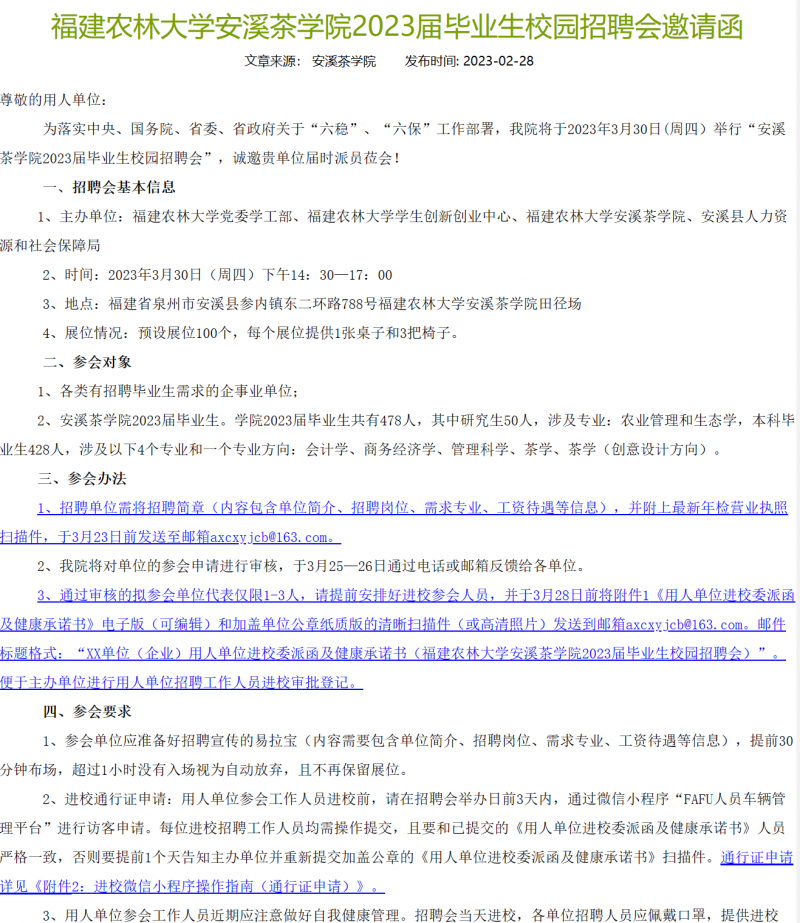 福建农林大学安溪茶学院2023届毕业生校园招聘会邀请函
文章来源： 安溪茶学院 发布时间: 2023-02-28
尊敬的用人单位：
为落实中央、国务院、省委、省政府关于“六稳”、“六保”工作部署，我院将于2023年3月30日(周四）举行“安溪
茶学院2023届毕业生校园招聘会”，诚邀贵单位届时派员莅会！
一、招聘会基本信息
1、主办单位：福建农林大学党委学工部、福建农林大学学生创新创业中心、福建农林大学安溪茶学院、安溪县人力资
源和社会保障局
2、时间：2023年3月30日（周四）下午14：30—17：00
3、地点：福建省泉州市安溪县参内镇东二环路788号福建农林大学安溪茶学院田径场
4、展位情况：预设展位100个，每个展位提供1张桌子和3把椅子。
二、参会对象
1、各类有招聘毕业生需求的企事业单位；
2、安溪茶学院2023届毕业生。学院2023届毕业生共有478人，其中研究生50人，涉及专业：农业管理和生态学，本科毕
业生428人，涉及以下4个专业和一个专业方向：会计学、商务经济学、管理科学、茶学、茶学（创意设计方向）。
三、参会办法
1、招聘单位需将招聘简章（内容包含单位简介、招聘岗位、需求专业、工资待遇等信息），并附上最新年检营业执照
扫描件，于3月23日前发送至邮箱axcxyjcb@163.com。
2、我院将对单位的参会申请进行审核，于3月25—26日通过电话或邮箱反馈给各单位。
3、通过审核的拟参会单位代表仅限1-3人，请提前安排好进校参会人员，并于3月28日前将附件1《用人单位进校委派函
及健康承诺书》电子版（可编辑）和加盖单位公章纸质版的清晰扫描件（或高清照片）发送到邮箱axcxyjcb@163.com。邮件
标题格式：“XX单位（企业）用人单位进校委派函及健康承诺书（福建农林大学安溪茶学院2023届毕业生校园招聘会）”。
便于主办单位进行用人单位招聘工作人员进校审批登记。
四、参会要求
1、参会单位应准备好招聘宣传的易拉宝（内容需要包含单位简介、招聘岗位、需求专业、工资待遇等信息），提前30
分钟布场，超过1小时没有入场视为自动放弃，且不再保留展位。
2、进校通行证申请：用人单位参会工作人员进校前，请在招聘会举办日前3天内，通过微信小程序“FAFU人员车辆管
理平台”进行访客申请。每位进校招聘工作人员均需操作提交，且要和已提交的《用人单位进校委派函及健康承诺书》人员
严格一致，否则要提前1个天告知主办单位并重新提交加盖公章的《用人单位进校委派函及健康承诺书》扫描件。通行证申请
详见《附件2：进校微信小程序操作指南（通行证申请）》。
3、用人单位参会工作人员近期应注意做好自我健康管理。招聘会当天进校，各单位招聘人员应佩戴口罩，提供进校